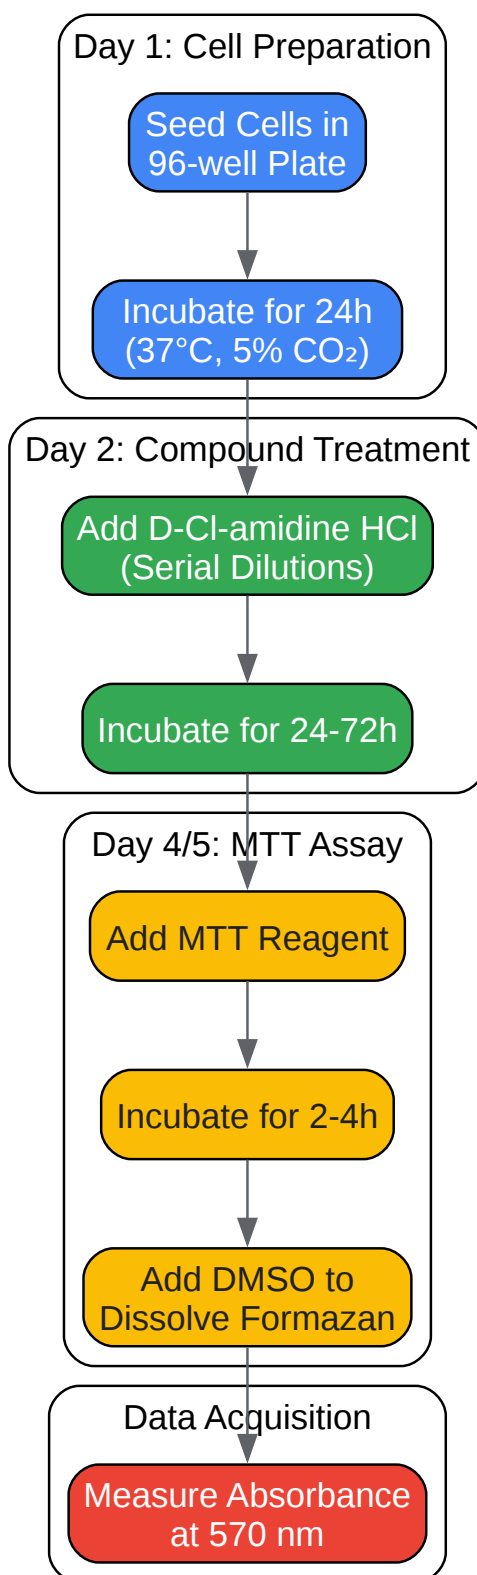 Day 1: Cell Preparation
Seed Cells in
96-well Plate
Incubate for 24h
(37°C, 5% CO₂)
Day 2: Compound Treatment
Add D-Cl-amidine HCl
(Serial Dilutions)
Incubate for 24-72h
Day 4/5: MTT Assay
Add MTT Reagent
Incubate for 2-4h
Add DMSO to
Dissolve Formazan
Data Acquisition
Measure Absorbance
at 570 nm